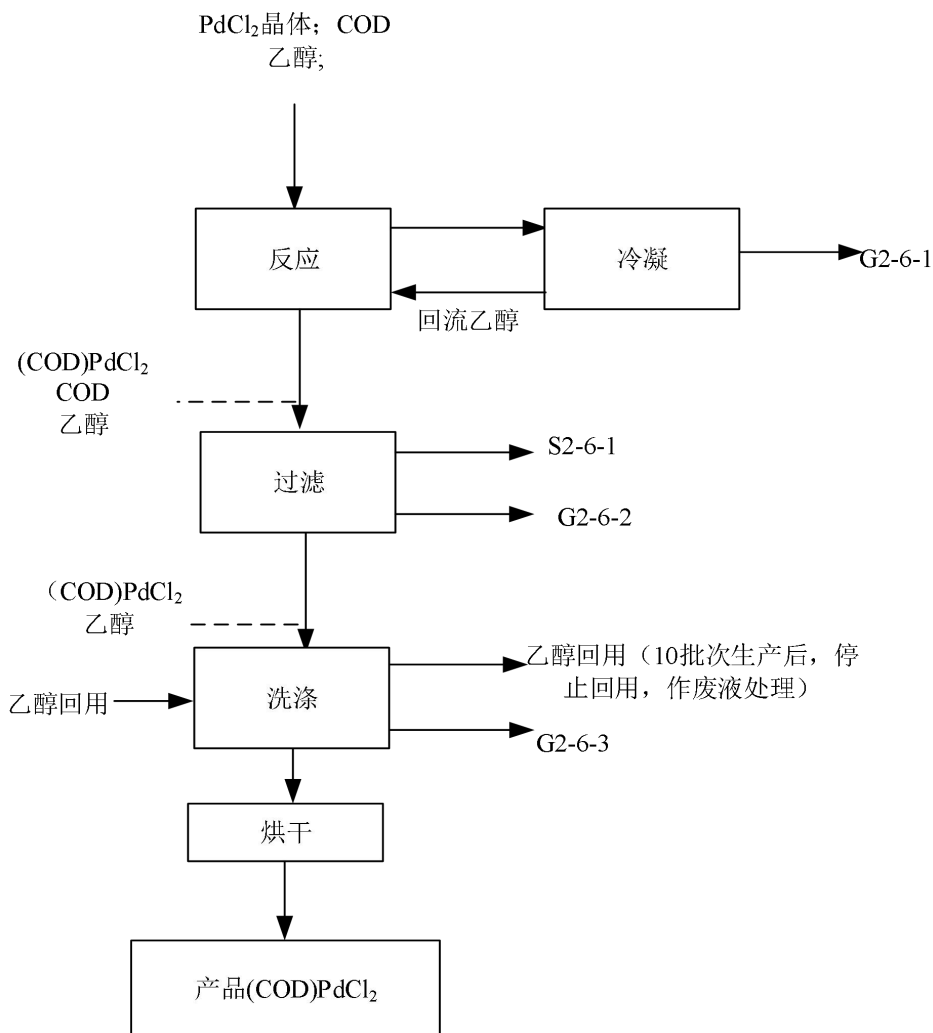 PdCl₂晶体；COD
乙醇;
反应
冷凝
G2-6-1
回流乙醇
(COD)PdCl₂
COD
乙醇
过滤
S2-6-1
G2-6-2
（COD)PdCl₂
乙醇
乙醇回用
洗涤
乙醇回用（10批次生产后，停
止回用，作废液处理）
G2-6-3
烘干
产品(COD)PdCl₂